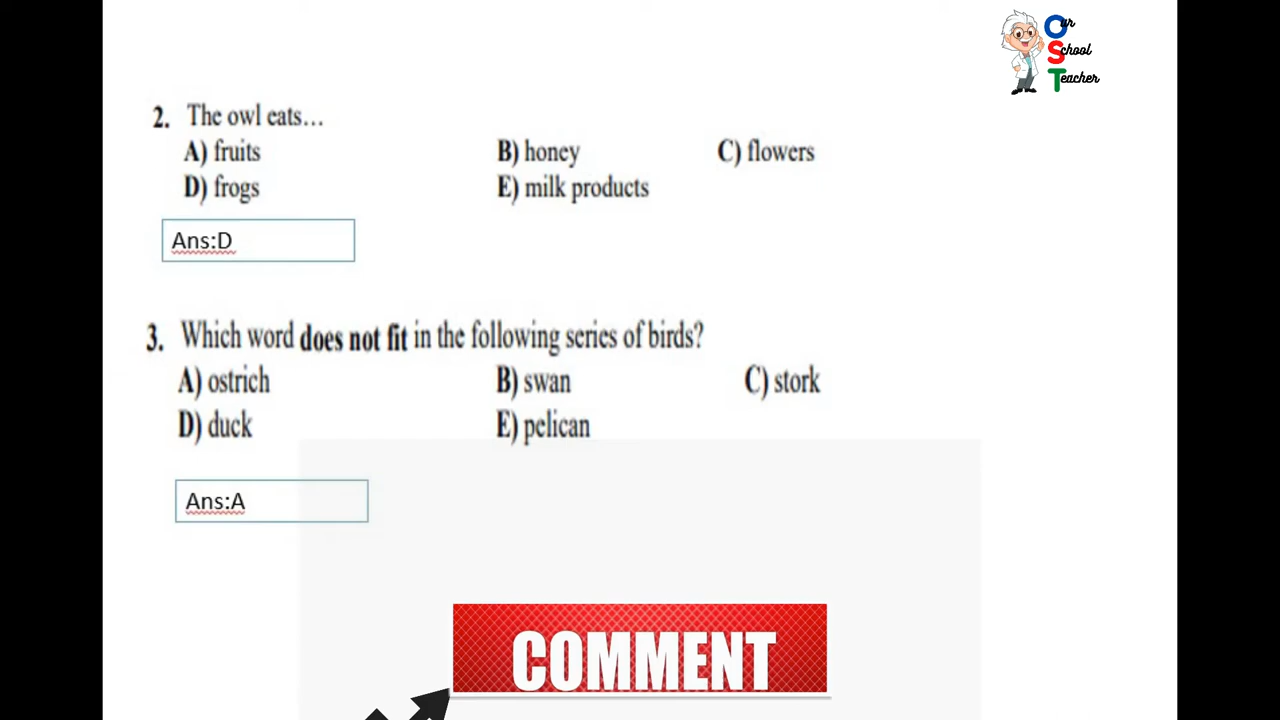 Our
School
Teacher
2. The owl eats...
A) fruits B) honey C) flowers
D) frogs E) milk products
Ans:D
3. Which word does not fit in the following series of birds?
A) ostrich B) swan C) stork
D) duck E) pelican
Ans:A
COMMENT